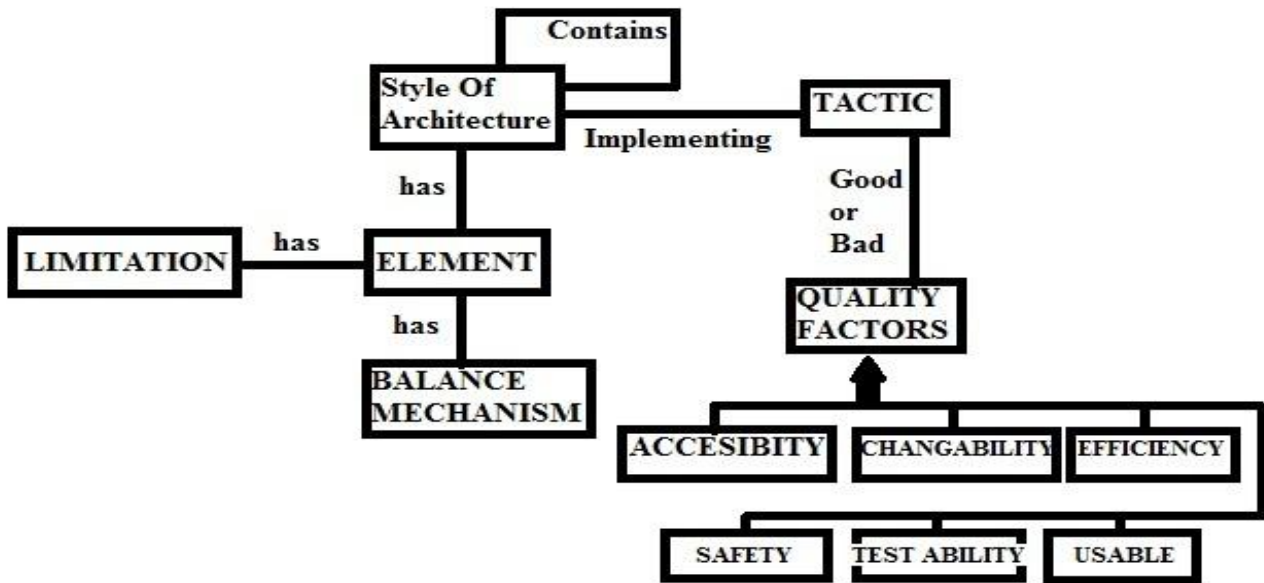 Contains
Style Of
Architecture
TACTIC
Implementing
has
Good
or
Bad
LIMITATION
has
ELEMENT
QUALITY
FACTORS
has
BALANCE
MECHANISM
ACCESIBITY
CHANGABILITY
EFFICIENCY
SAFETY
TEST ABILITY
USABLE